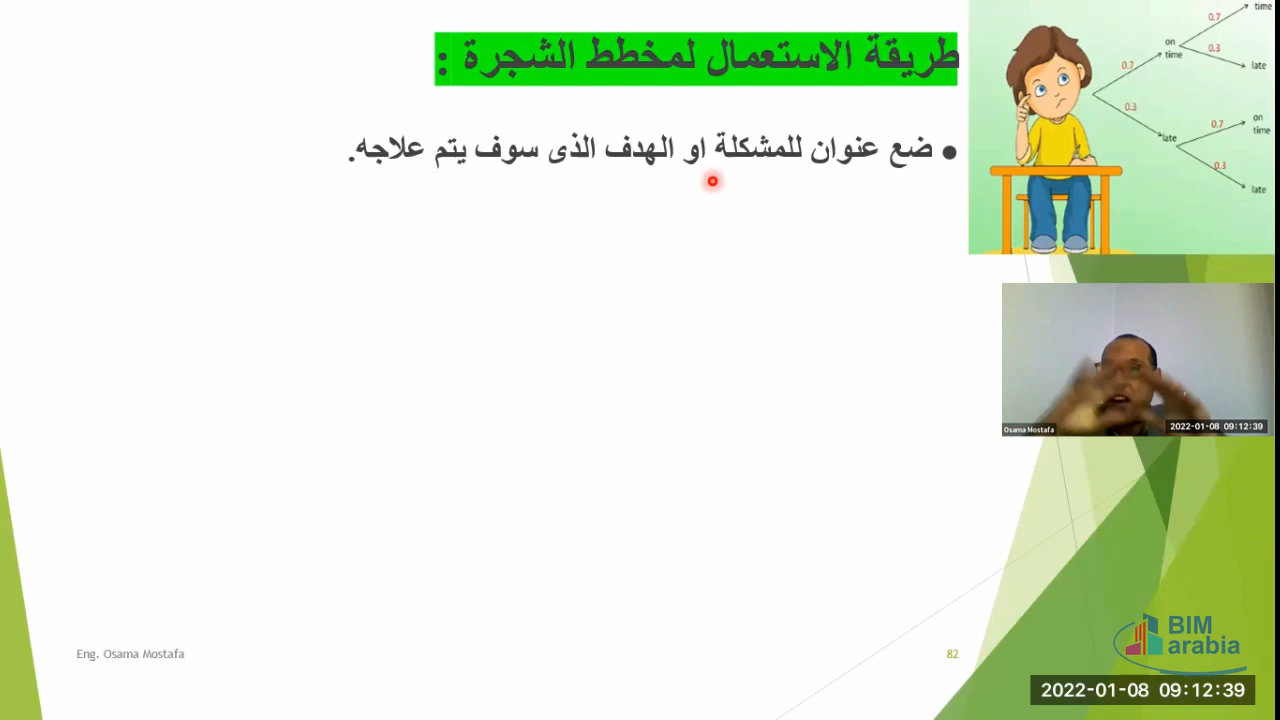 طريقة الاستعمال لمخطط الشجرة :
• ضع عنوان للمشكلة او الهدف الذى سوف يتم علاجه.
time
0.7
on
time
0.3
late
0.7
0.3
late
0.7
on
time
0.3
late
Osama Mostafa
2022-01-08 09:12:39
BIM
arabia
Eng. Osama Mostafa
82
2022-01-08 09:12:39